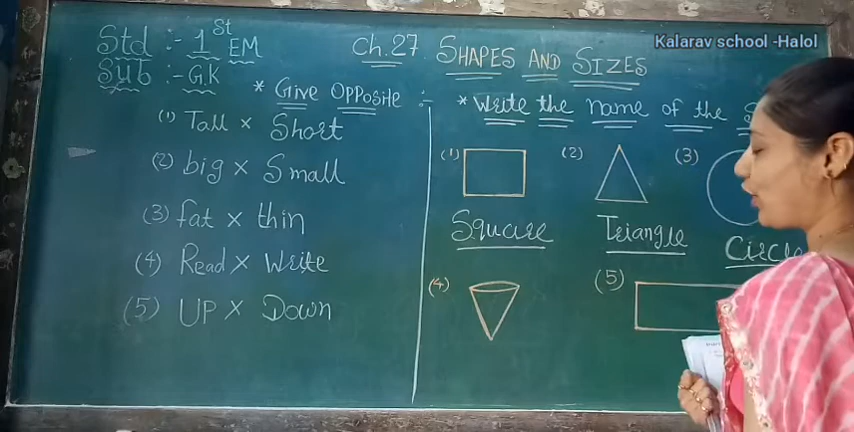 Kalarav school -Halol
Std :- 1st EM
Ch.27 SHAPES AND SIZES
Sub :- G.K
* Give OPPOSITE :-
(1) Tall × Short
(2) big × Small
(3) fat × thin
(4) Read × Write
(5) UP × Down
* Write the name of the
(1) (2) (3)
Square Triangle Circle
(4) (5)